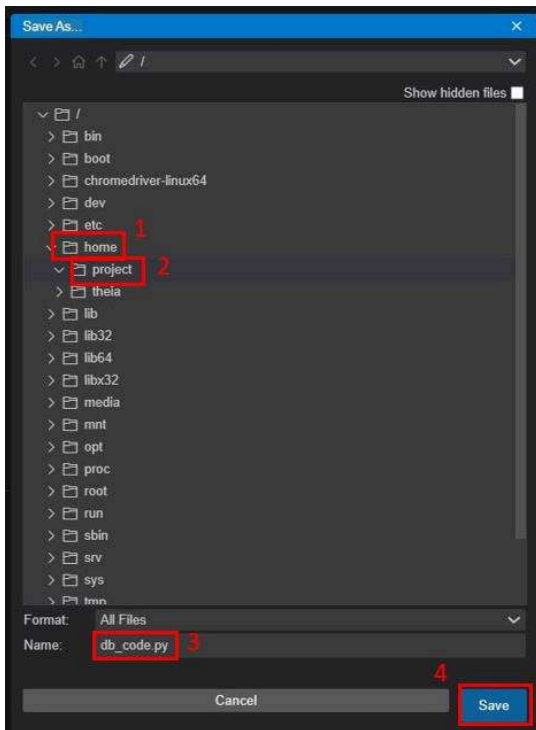 Save As...
/
Show hidden files
/
bin
boot
chromedriver-linux64
dev
etc
1
home
project 2
theia
lib
lib32
lib64
libx32
media
mnt
opt
proc
root
run
sbin
srv
sys
tmp
Format: All Files
Name: db_code.py 3
4
Cancel Save